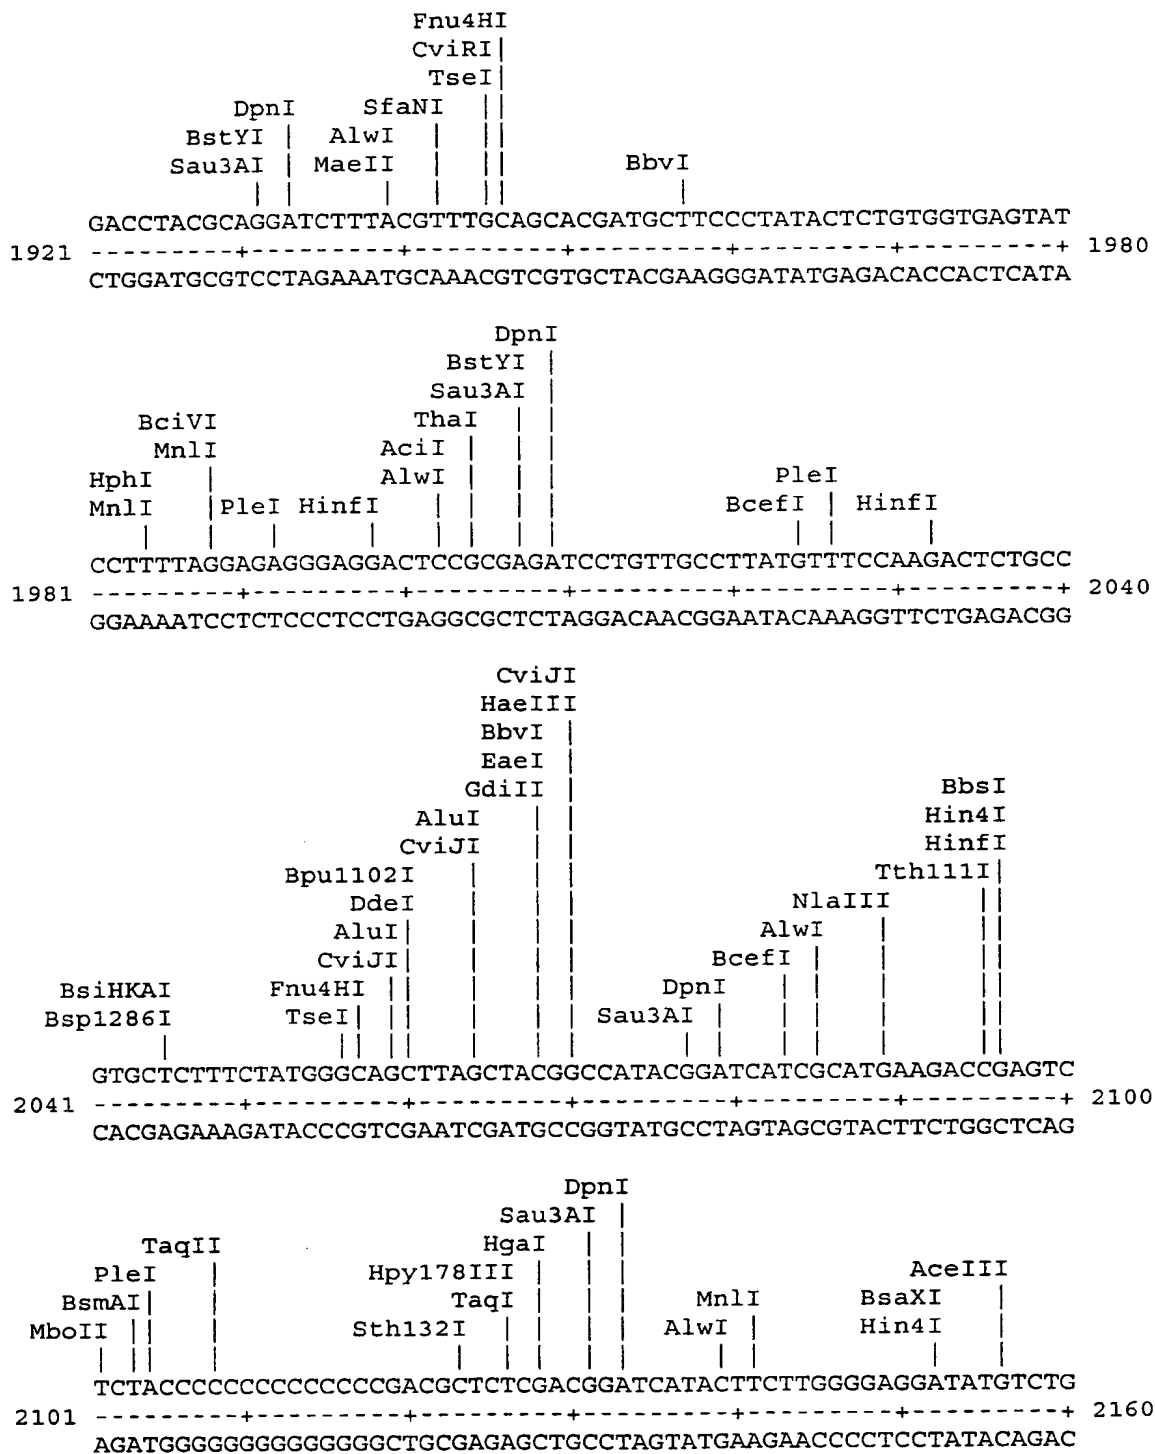 Fnu4HI
CviRI
TseI
DpnI SfaNI
BstYI AlwI
Sau3AI MaeII BbvI
GACCTACGCAGGATCTTTACGTTTGCAGCACGATGCTTCCCTATACTCTGTGGTGAGTAT
1921 ---------+---------+---------+---------+---------+---------+ 1980
CTGGATGCGTCCTAGAAATGCAAACGTCGTGCTACGAAGGGATATGAGACACCACTCATA
DpnI
BstYI
Sau3AI
BciVI ThaI
MnlI AciI
HphI AlwI PleI
MnlI PleI HinfI BcefI HinfI
CCTTTTAGGAGAGGGAGGACTCCGCGAGATCCTGTTGCCTTATGTTTCCAAGACTCTGCC
1981 ---------+---------+---------+---------+---------+---------+ 2040
GGAAAATCCTCTCCCTCCTGAGGCGCTCTAGGACAACGGAATACAAAGGTTCTGAGACGG
CviJI
HaeIII
BbvI
EaeI
GdiII BbsI
AluI Hin4I
CviJI HinfI
Bpu1102I Tth111I
DdeI NlaIII
AluI AlwI
CviJI BcefI
BsiHKAI Fnu4HI DpnI
Bsp1286I TseI Sau3AI
GTGCTCTTTCTATGGGCAGCTTAGCTACGGCCATACGGATCATCGCATGAAGACCGAGTC
2041 ---------+---------+---------+---------+---------+---------+ 2100
CACGAGAAAGATACCCGTCGAATCGATGCCGGTATGCCTAGTAGCGTACTTCTGGCTCAG
DpnI
Sau3AI
TaqII HgaI
PleI Hpy178III AceIII
BsmAI TaqI MnlI BsaXI
MboII Sth132I AlwI Hin4I
TCTACCCCCCCCCCCCCCCGACGCTCTCGACGGATCATACTTCTTGGGGAGGATATGTCTG
2101 ---------+---------+---------+---------+---------+---------+ 2160
AGATGGGGGGGGGGGGGGGCTGCGAGAGCTGCCTAGTATGAAGAACCCCTCCTATACAGAC